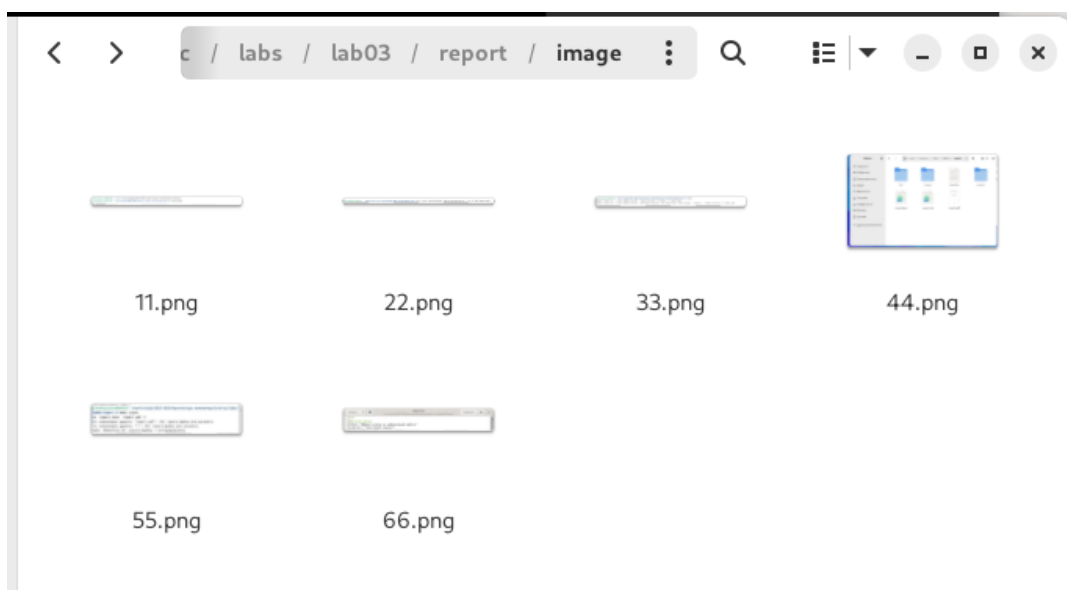 c / labs / lab03 / report / image
11.png
22.png
33.png
44.png
55.png
66.png